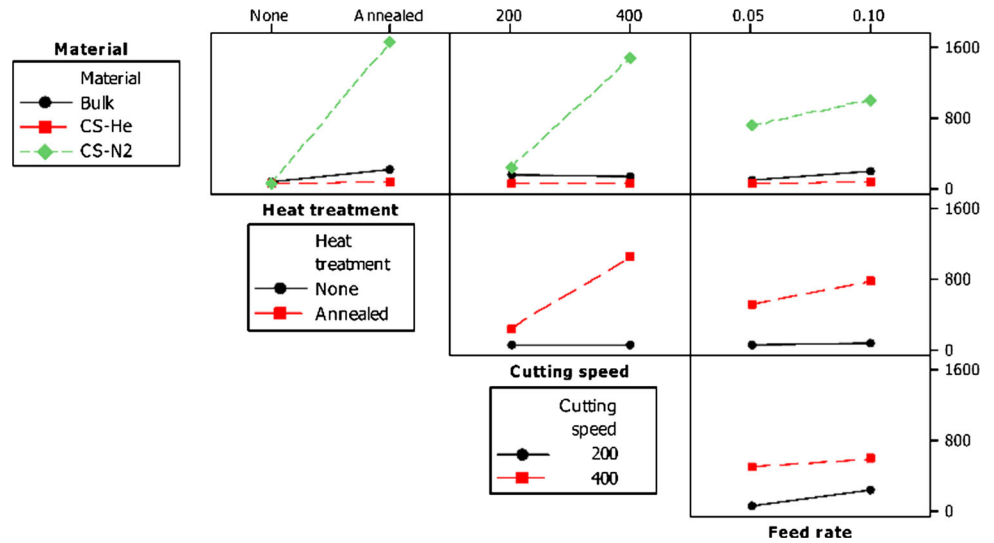 None Annealed 200 400 0.05 0.10
Material
Material
Bulk
CS-He
CS-N2
1600
800
0
Heat treatment
Heat
treatment
None
Annealed
1600
800
0
Cutting speed
Cutting
speed
200
400
1600
800
0
Feed rate